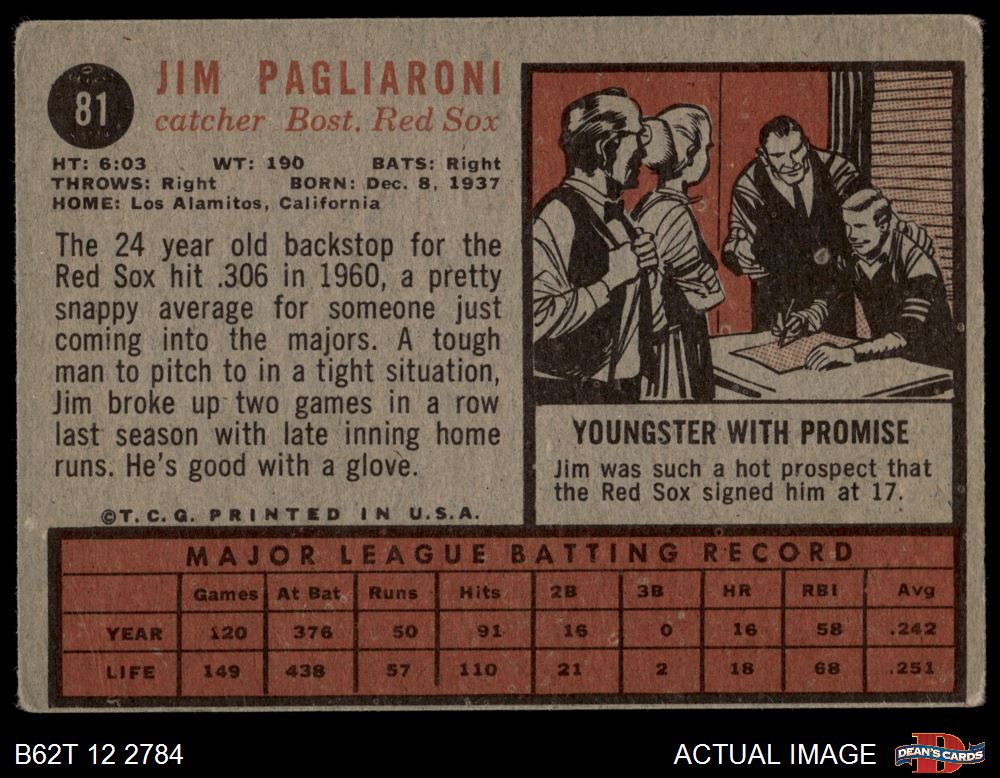 81
JIM PAGLIARONI
catcher Bost. Red Sox
HT: 6:03 WT: 190 BATS: Right
THROWS: Right BORN: Dec. 8, 1937
HOME: Los Alamitos, California
The 24 year old backstop for the
Red Sox hit .306 in 1960, a pretty
snappy average for someone just
coming into the majors. A tough
man to pitch to in a tight situation,
Jim broke up two games in a row
last season with late inning home
runs. He's good with a glove.
©T.C.G. PRINTED IN U.S.A.
YOUNGSTER WITH PROMISE
Jim was such a hot prospect that
the Red Sox signed him at 17.
MAJOR LEAGUE BATTING RECORD
Games At Bat Runs Hits 2B 3B HR RBI Avg
YEAR 120 376 50 91 16 0 16 58 .242
LIFE 149 438 57 110 21 2 18 68 .251
B62T 12 2784
ACTUAL IMAGE
DEAN'S CARDS